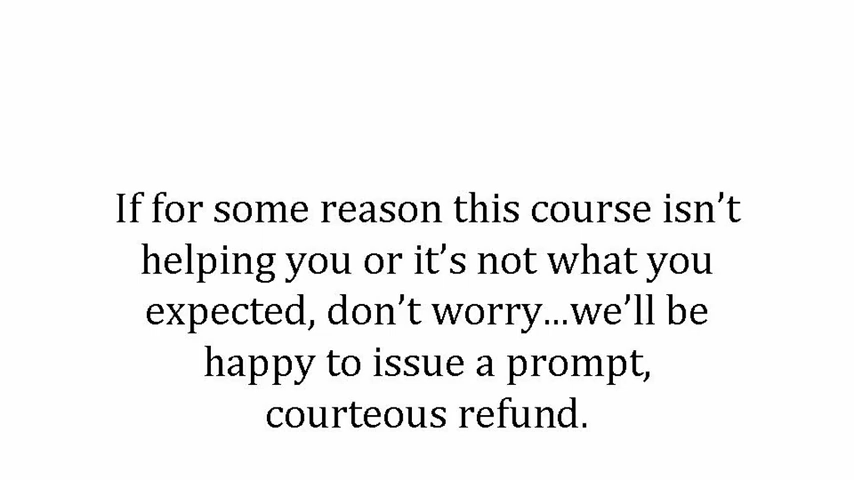 If for some reason this course isn’t
helping you or it’s not what you
expected, don’t worry...we’ll be
happy to issue a prompt,
courteous refund.